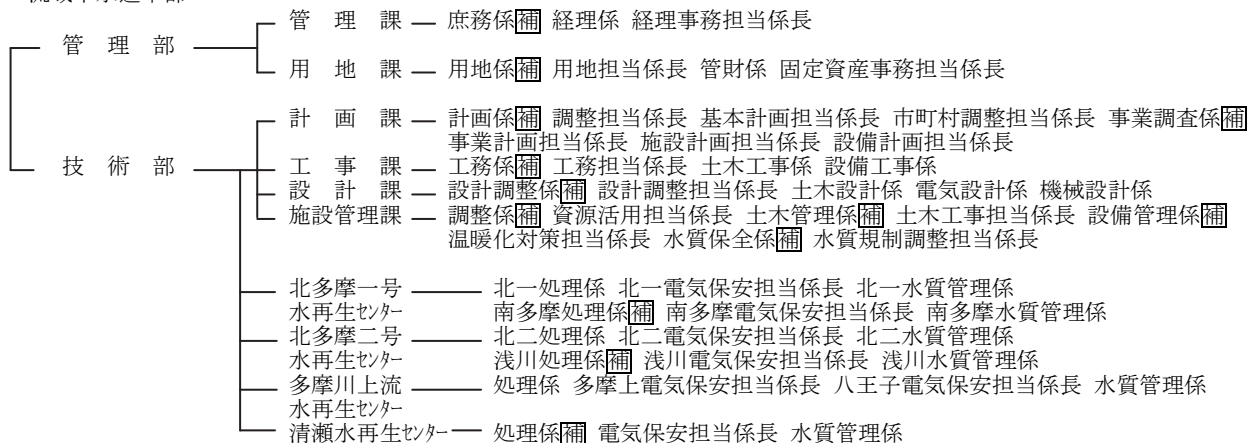 管理課 庶務係補 経理係 経理事務担当係長
管理部
用地課 用地係補 用地担当係長 管財係 固定資産事務担当係長
計画課 計画係補 調整担当係長 基本計画担当係長 市町村調整担当係長 事業調査係補
事業計画担当係長 施設計画担当係長 設備計画担当係長
技術部 工事課 工務係補 工務担当係長 土木工事係 設備工事係
設計課 設計調整係補 設計調整担当係長 土木設計係 電気設計係 機械設計係
施設管理課 調整係補 資源活用担当係長 土木管理係補 土木工事担当係長 設備管理係補
温暖化対策担当係長 水質保全係補 水質規制調整担当係長
北多摩一号 北一処理係 北一電気保安担当係長 北一水質管理係
水再生センター 南多摩処理係補 南多摩電気保安担当係長 南多摩水質管理係
北多摩二号 北二処理係 北二電気保安担当係長 北二水質管理係
水再生センター 浅川処理係補 浅川電気保安担当係長 浅川水質管理係
多摩川上流 処理係 多摩上電気保安担当係長 八王子電気保安担当係長 水質管理係
水再生センター
清瀬水再生センター 処理係補 電気保安担当係長 水質管理係